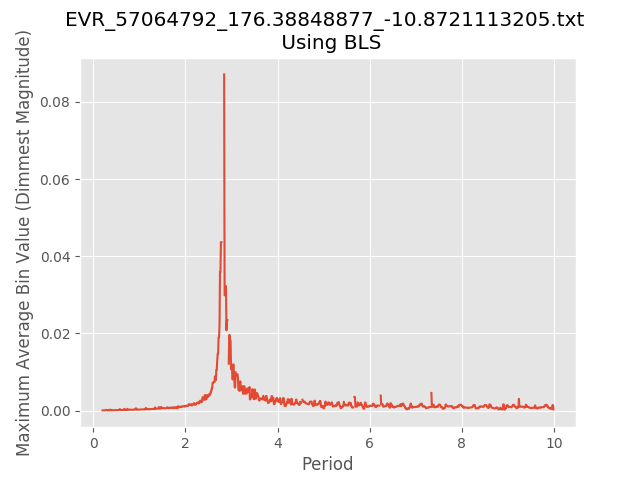 EVR_57064792_176.38848877_-10.8721113205.txt
Using BLS
Maximum Average Bin Value (Dimmest Magnitude)
0.08
0.06
0.04
0.02
0.00
0
2
4
6
8
10
Period